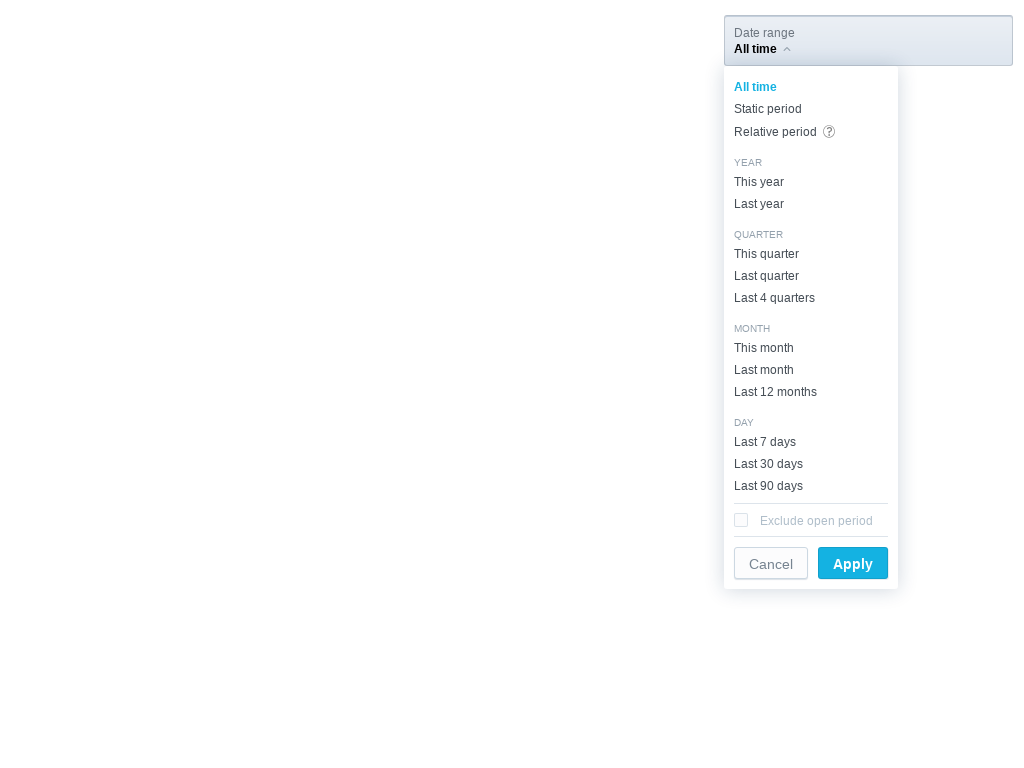 Date range
All time
All time
Static period
Relative period ?
YEAR
This year
Last year
QUARTER
This quarter
Last quarter
Last 4 quarters
MONTH
This month
Last month
Last 12 months
DAY
Last 7 days
Last 30 days
Last 90 days
Exclude open period
Cancel Apply